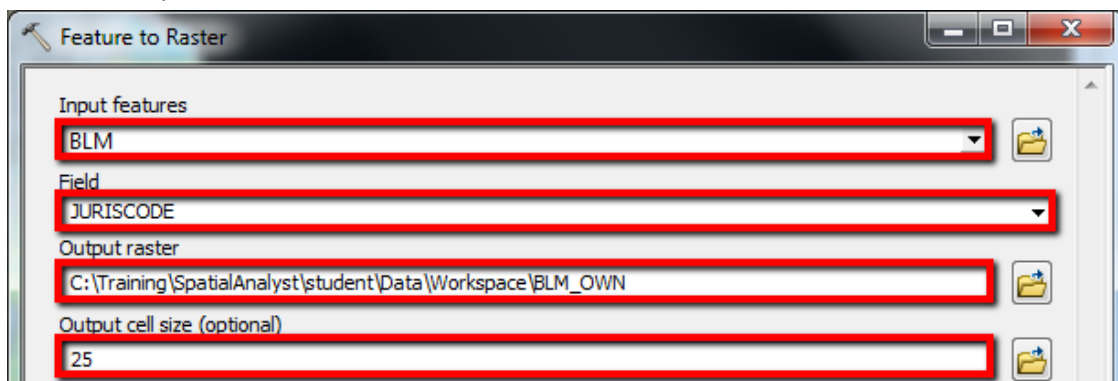 Feature to Raster
Input features
BLM
Field
JURISCODE
Output raster
C:\Training\SpatialAnalyst\student\Data\Workspace\BLM_OWN
Output cell size (optional)
25